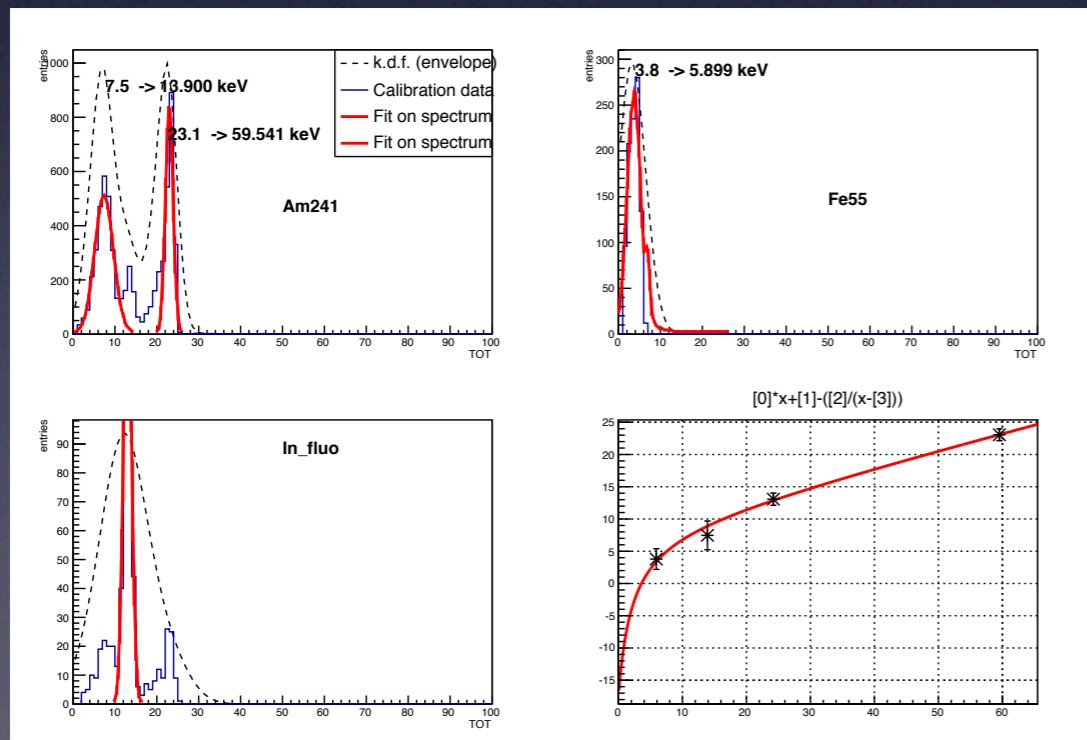 entries
1000
800
600
400
200
0
7.5 -> 13.900 keV
23.1 -> 59.541 keV
k.d.f. (envelope)
Calibration data
Fit on spectrum
Fit on spectrum
Am241
0 10 20 30 40 50 60 70 80 90 100
TOT
entries
300
250
200
150
100
50
0
3.8 -> 5.899 keV
Fe55
0 10 20 30 40 50 60 70 80 90 100
TOT
entries
90
80
70
60
50
40
30
20
10
0
In_fluo
0 10 20 30 40 50 60 70 80 90 100
TOT
[0]*x+[1]-([2]/(x-[3]))
25
20
15
10
5
0
-5
-10
-15
0 10 20 30 40 50 60